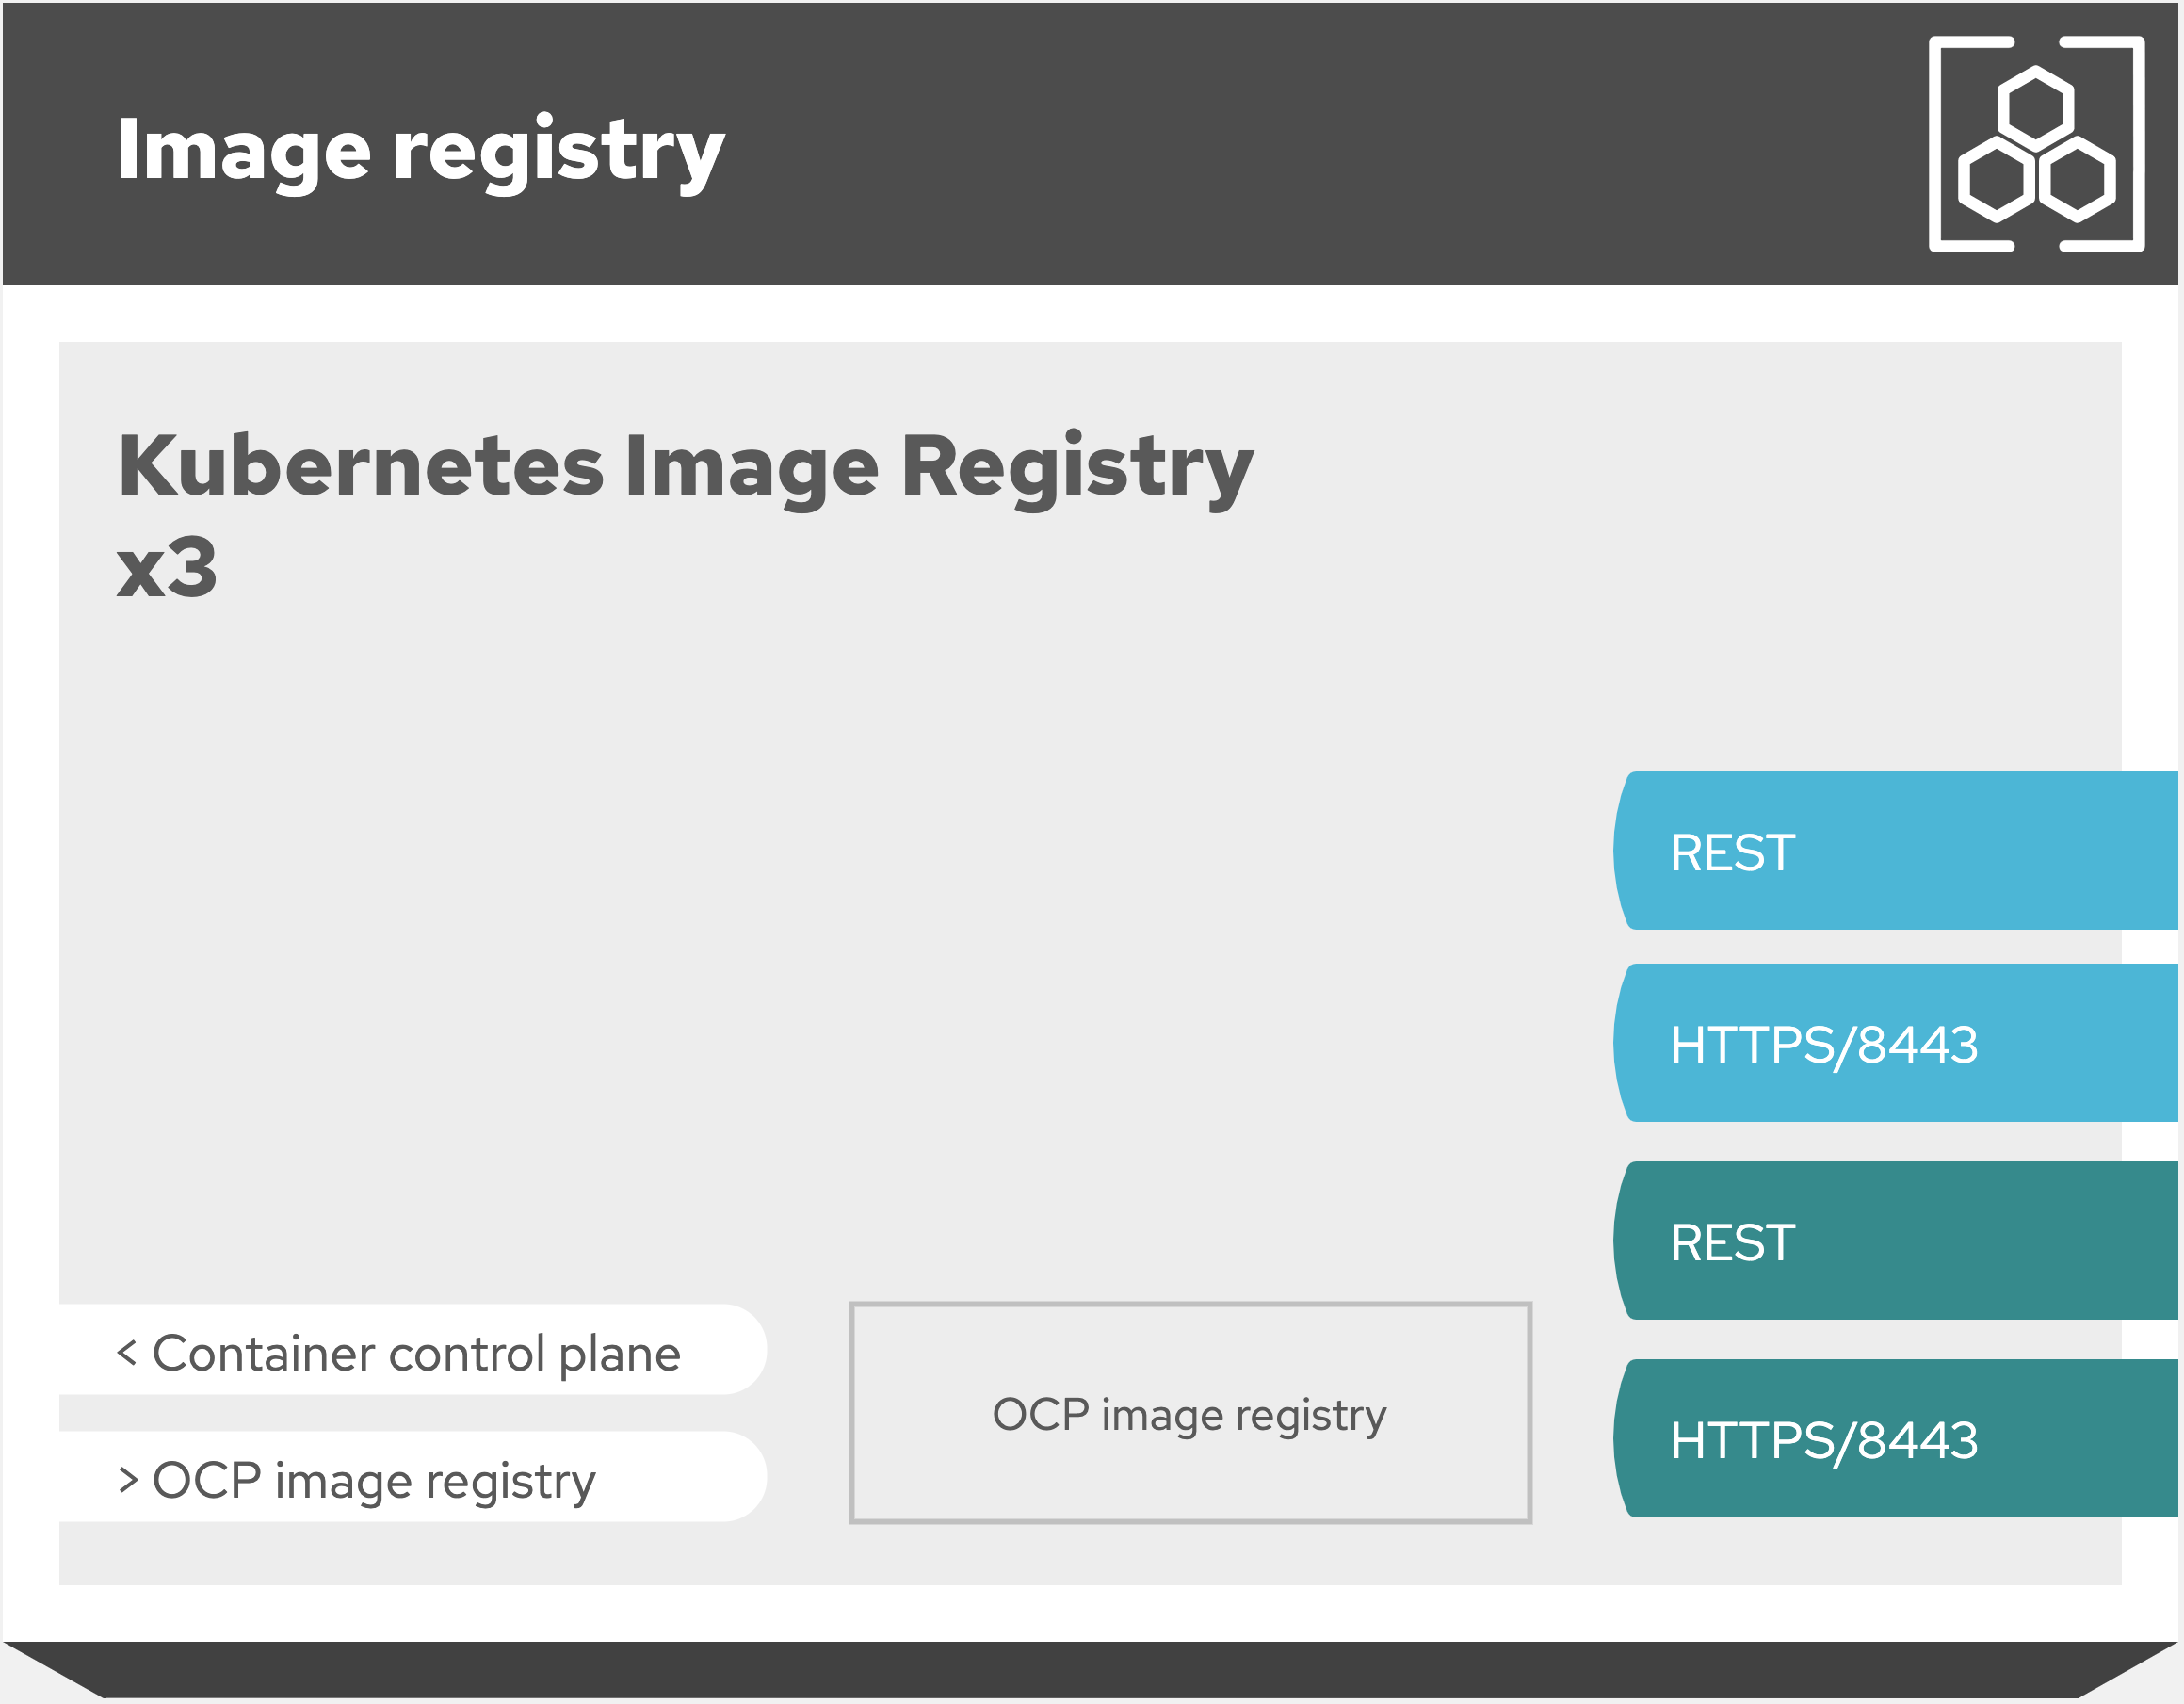 Image registry
Kubernetes Image Registry
x3
REST
HTTPS/8443
REST
< Container control plane
OCP image registry
HTTPS/8443
> OCP image registry